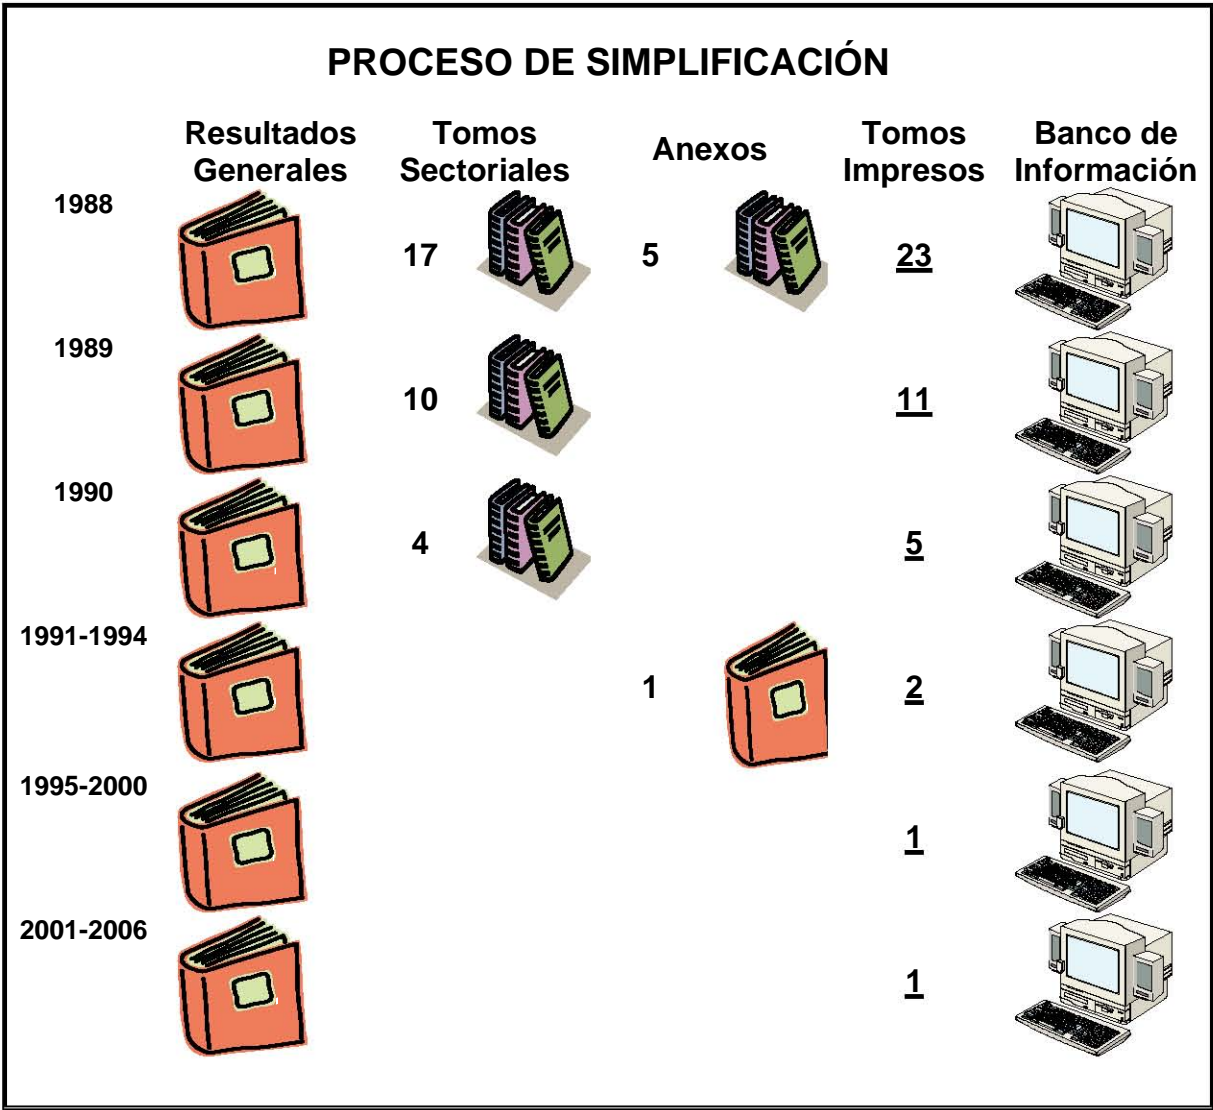 PROCESO DE SIMPLIFICACIÓN
Resultados Generales
Tomos Sectoriales
Anexos
Tomos Impresos
Banco de Información
1988
17 5 23
1989
10 11
1990
4 5
1991-1994
1 2
1995-2000
1
2001-2006
1